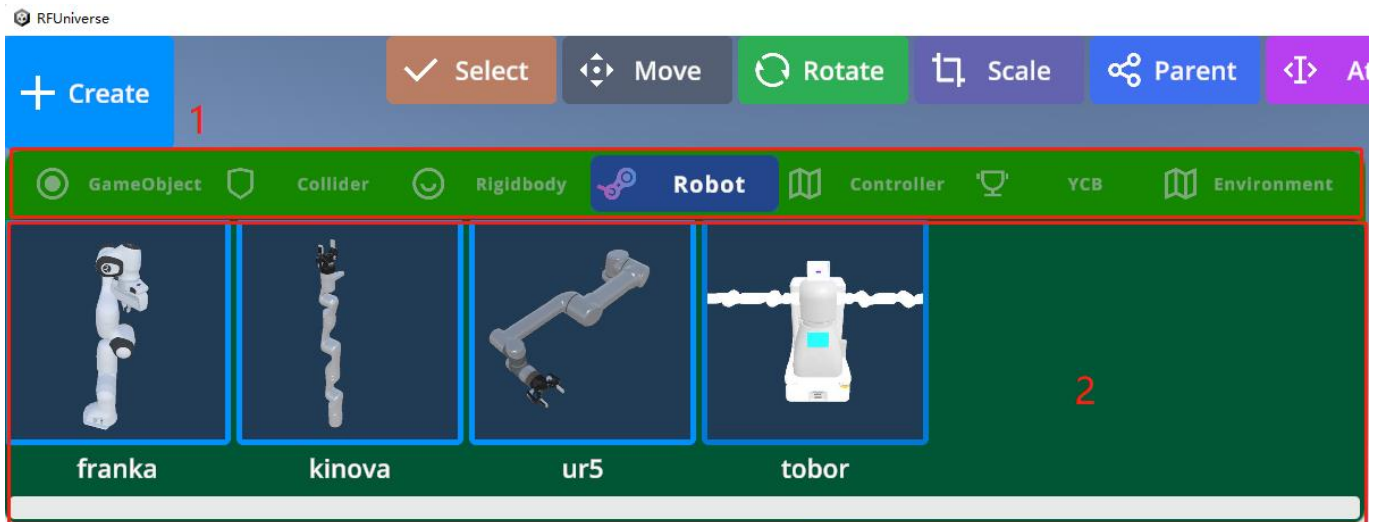 RFUniverse
Create
Select Move Rotate Scale Parent At
1
GameObject Collider Rigidbody Robot Controller YCB Environment
2
franka kinova ur5 tobor